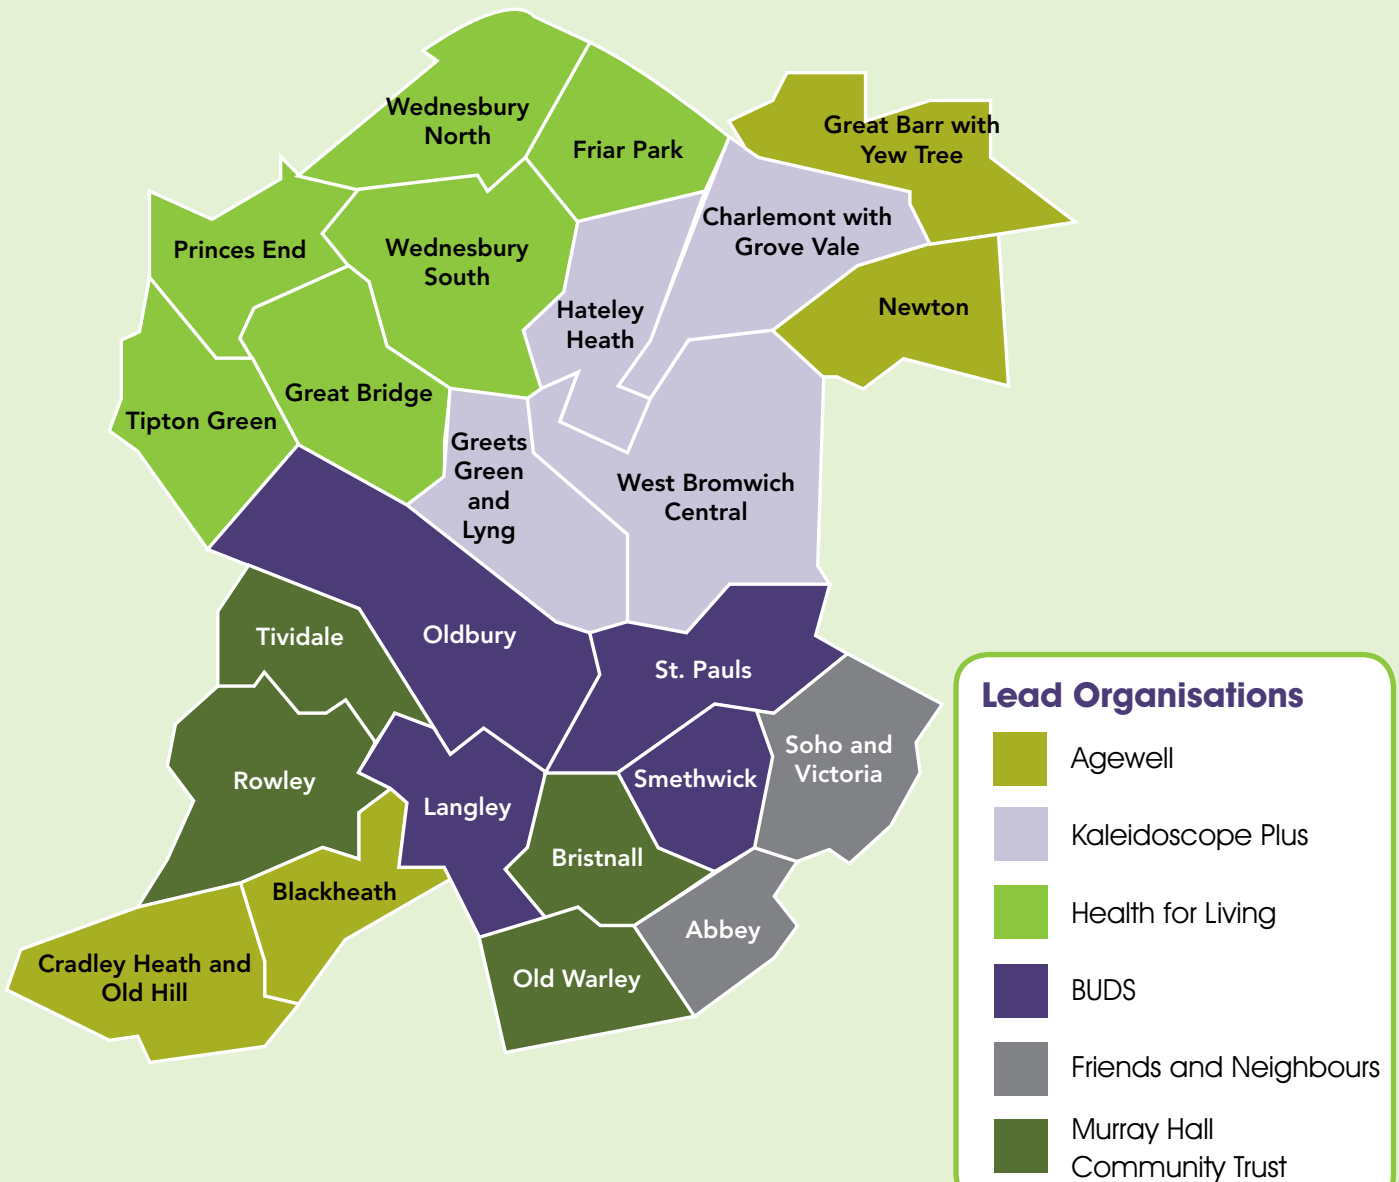 Wednesbury
North
Friar Park
Great Barr with
Yew Tree
Charlemont with
Grove Vale
Princes End
Wednesbury
South
Newton
Hateley
Heath
Great Bridge
Tipton Green
Greets
Green
and
Lyng
West Bromwich
Central
Tividale
Oldbury
St. Pauls
Soho and
Victoria
Rowley
Smethwick
Langley
Bristnall
Blackheath
Abbey
Cradley Heath and
Old Hill
Old Warley
Lead Organisations
Agewell
Kaleidoscope Plus
Health for Living
BUDS
Friends and Neighbours
Murray Hall
Community Trust